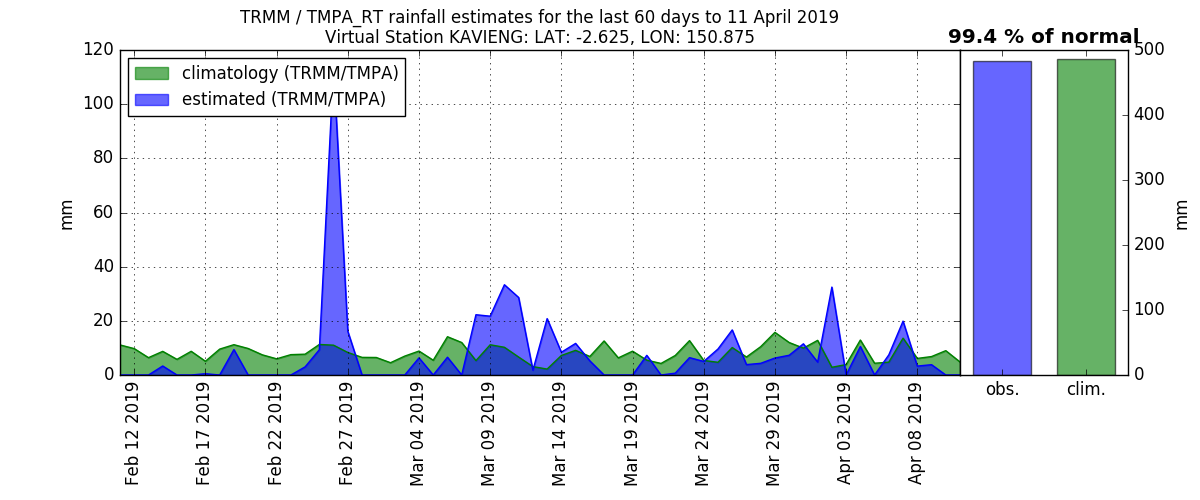 TRMM / TMPA_RT rainfall estimates for the last 60 days to 11 April 2019
Virtual Station KAVIENG: LAT: -2.625, LON: 150.875
99.4 % of normal
climatology (TRMM/TMPA)
estimated (TRMM/TMPA)
120
100
80
60
40
20
0
mm
Feb 12 2019
Feb 17 2019
Feb 22 2019
Feb 27 2019
Mar 04 2019
Mar 09 2019
Mar 14 2019
Mar 19 2019
Mar 24 2019
Mar 29 2019
Apr 03 2019
Apr 08 2019
obs.
clim.
500
400
300
200
100
0
mm